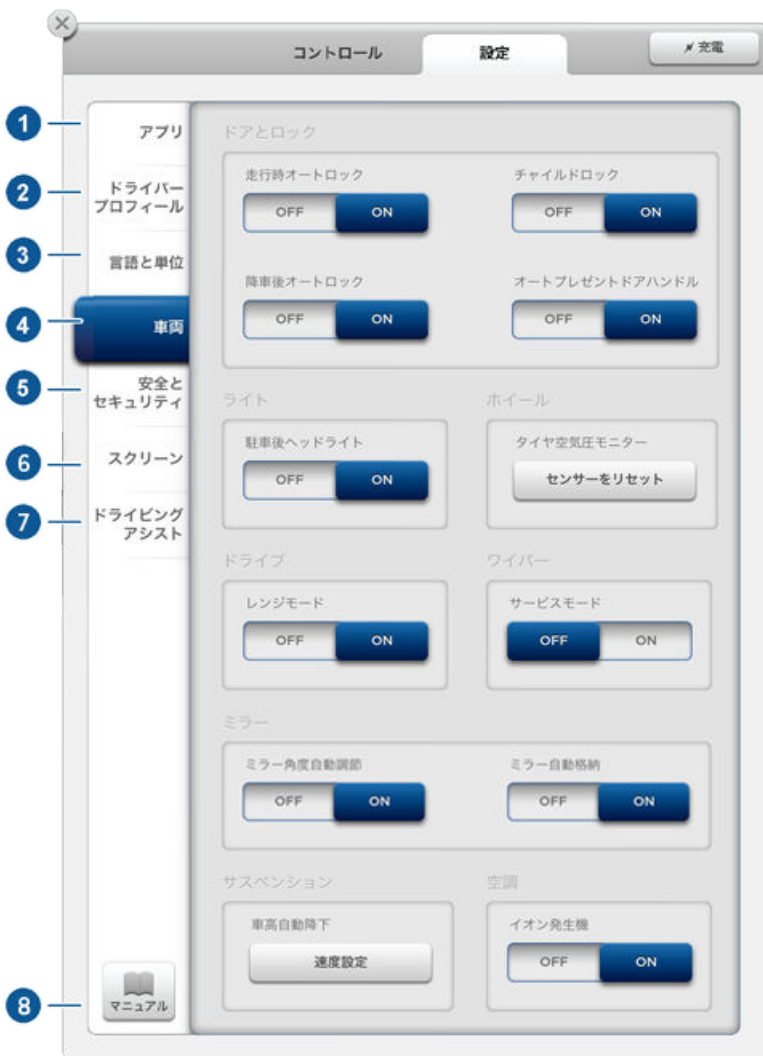 コントロール
設定
充電
1
アプリ
2
ドライバー
プロフィール
3
言語と単位
4
車両
5
安全と
セキュリティ
6
スクリーン
7
ドライビング
アシスト
8
マニュアル
ドアとロック
走行時オートロック
チャイルドロック
OFF ON
OFF ON
降車後オートロック
オートプレゼントドアハンドル
OFF ON
OFF ON
ライト
ホイール
駐車後ヘッドライト
タイヤ空気圧モニター
OFF ON
センサーをリセット
ドライブ
ワイパー
レンジモード
サービスモード
OFF ON
OFF ON
ミラー
ミラー角度自動調節
ミラー自動格納
OFF ON
OFF ON
サスペンション
空調
車高自動降下
イオン発生機
速度設定
OFF ON